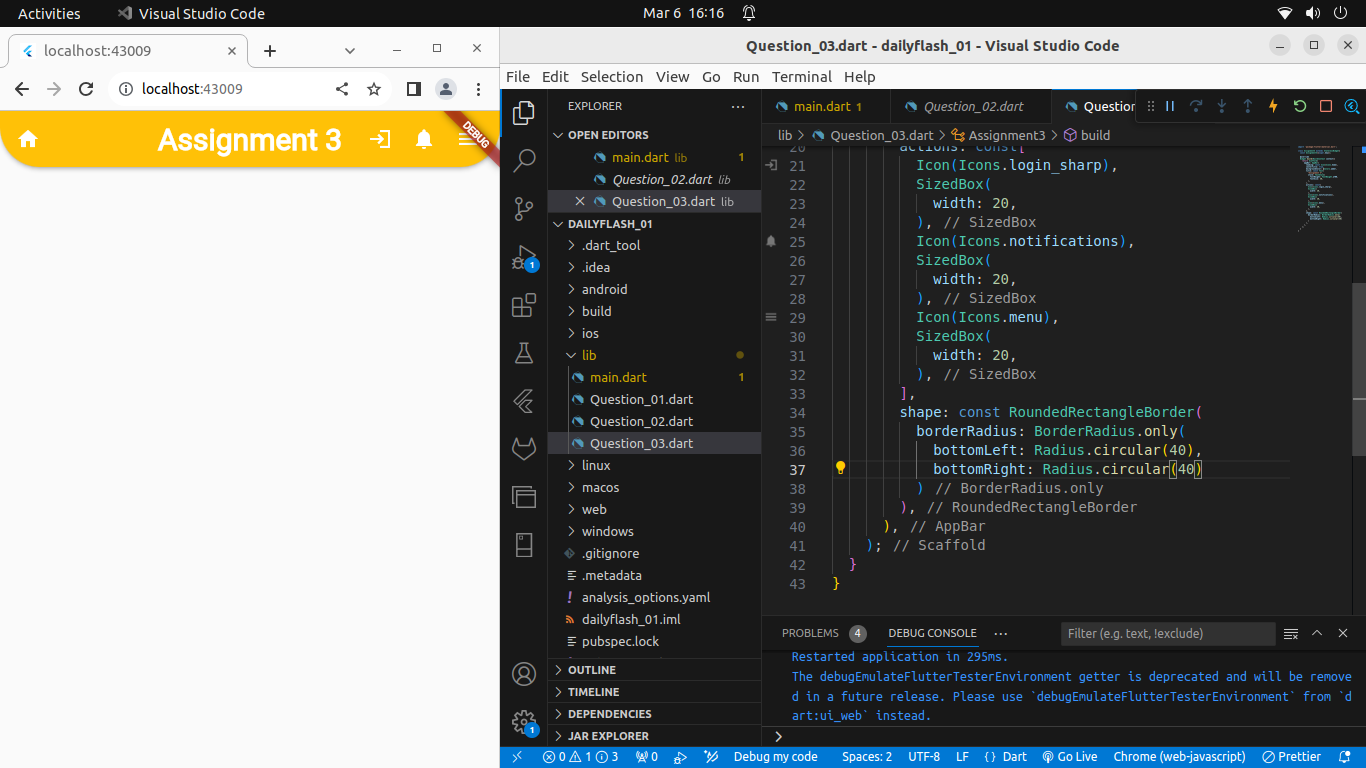 Activities
Visual Studio Code
Mar 6 16:16
localhost:43009
localhost:43009
Assignment 3
DEBUG
Question_03.dart - dailyflash_01 - Visual Studio Code
File Edit Selection View Go Run Terminal Help
EXPLORER
OPEN EDITORS
main.dart lib 1
Question_02.dart lib
Question_03.dart lib
DAILYFLASH_01
.dart_tool
.idea
android
build
ios
lib
main.dart 1
Question_01.dart
Question_02.dart
Question_03.dart
linux
macos
web
windows
.gitignore
.metadata
analysis_options.yaml
dailyflash_01.iml
pubspec.lock
OUTLINE
TIMELINE
DEPENDENCIES
JAR EXPLORER
1
1
main.dart 1
Question_02.dart
Question
lib > Question_03.dart > Assignment3 > build
20 actions: const[
21 Icon(Icons.login_sharp),
22 SizedBox(
23 width: 20,
24 ), // SizedBox
25 Icon(Icons.notifications),
26 SizedBox(
27 width: 20,
28 ), // SizedBox
29 Icon(Icons.menu),
30 SizedBox(
31 width: 20,
32 ), // SizedBox
33 ],
34 shape: const RoundedRectangleBorder(
35 borderRadius: BorderRadius.only(
36 bottomLeft: Radius.circular(40),
37 bottomRight: Radius.circular(40)
38 ) // BorderRadius.only
39 ), // RoundedRectangleBorder
40 ), // AppBar
41 ); // Scaffold
42 }
43 }
PROBLEMS 4 DEBUG CONSOLE
Filter (e.g. text, !exclude)
Restarted application in 295ms.
The debugEmulateFlutterTesterEnvironment getter is deprecated and will be remove
d in a future release. Please use `debugEmulateFlutterTesterEnvironment` from `d
art:ui_web` instead.
>
0 1 3 0 Debug my code Spaces: 2 UTF-8 LF { } Dart Go Live Chrome (web-javascript) Prettier